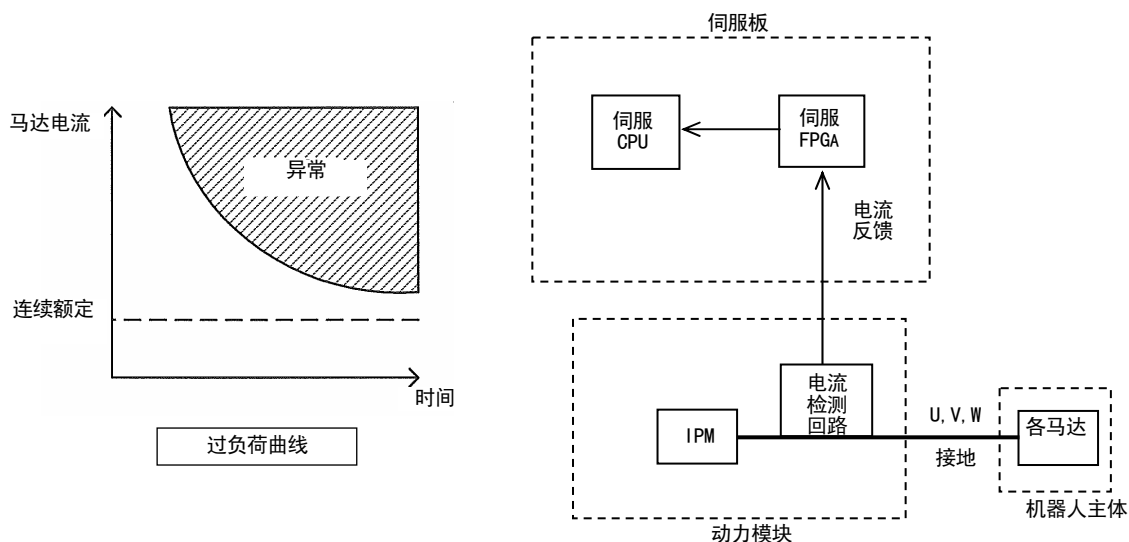 马达电流
异常
连续额定
时间
过负荷曲线
伺服板
伺服
CPU
伺服
FPGA
电流
反馈
电流
检测
回路
IPM
U,V,W
接地
各马达
机器人主体
动力模块